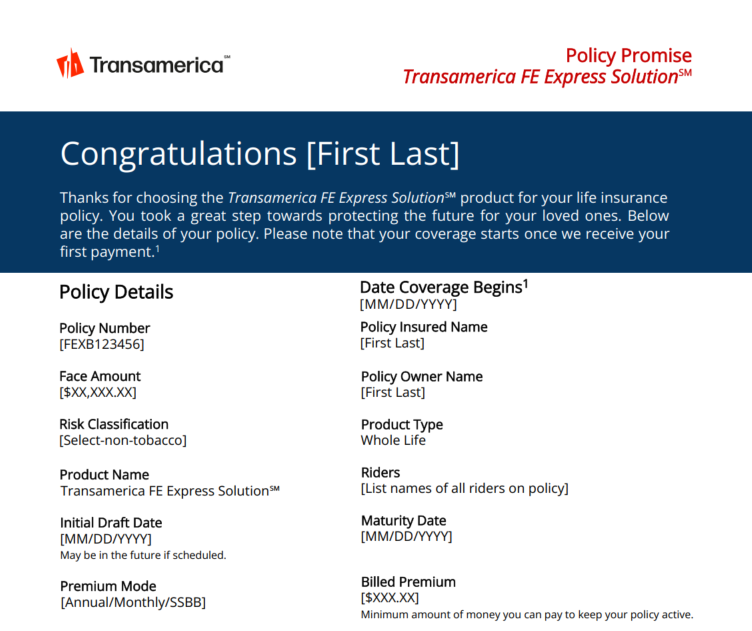 Transamerica℠
Policy Promise
Transamerica FE Express Solution℠
Congratulations [First Last]
Thanks for choosing the Transamerica FE Express Solution℠ product for your life insurance
policy. You took a great step towards protecting the future for your loved ones. Below
are the details of your policy. Please note that your coverage starts once we receive your
first payment.¹
Policy Details
Policy Number
[FEXB123456]
Face Amount
[$XX,XXX.XX]
Risk Classification
[Select-non-tobacco]
Product Name
Transamerica FE Express Solution℠
Initial Draft Date
[MM/DD/YYYY]
May be in the future if scheduled.
Premium Mode
[Annual/Monthly/SSBB]
Date Coverage Begins¹
[MM/DD/YYYY]
Policy Insured Name
[First Last]
Policy Owner Name
[First Last]
Product Type
Whole Life
Riders
[List names of all riders on policy]
Maturity Date
[MM/DD/YYYY]
Billed Premium
[$XXX.XX]
Minimum amount of money you can pay to keep your policy active.